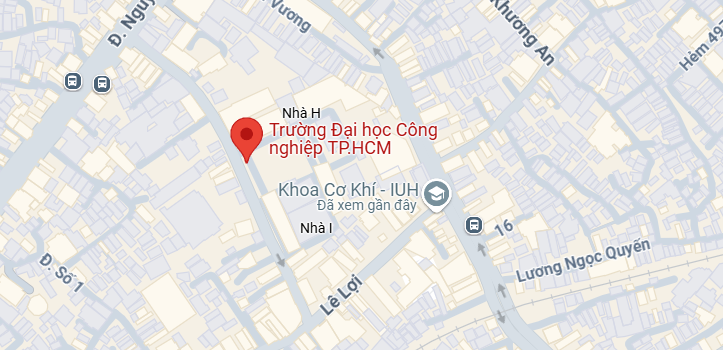 Đ. Nguy
Vương
Khương An
Hẻm 49
Nhà H
Trường Đại học Công
nghiệp TP.HCM
Khoa Cơ Khí - IUH
Đã xem gần đây
Nhà I
16
Lương Ngọc Quyến
Đ. Số 1
Lê Lợi